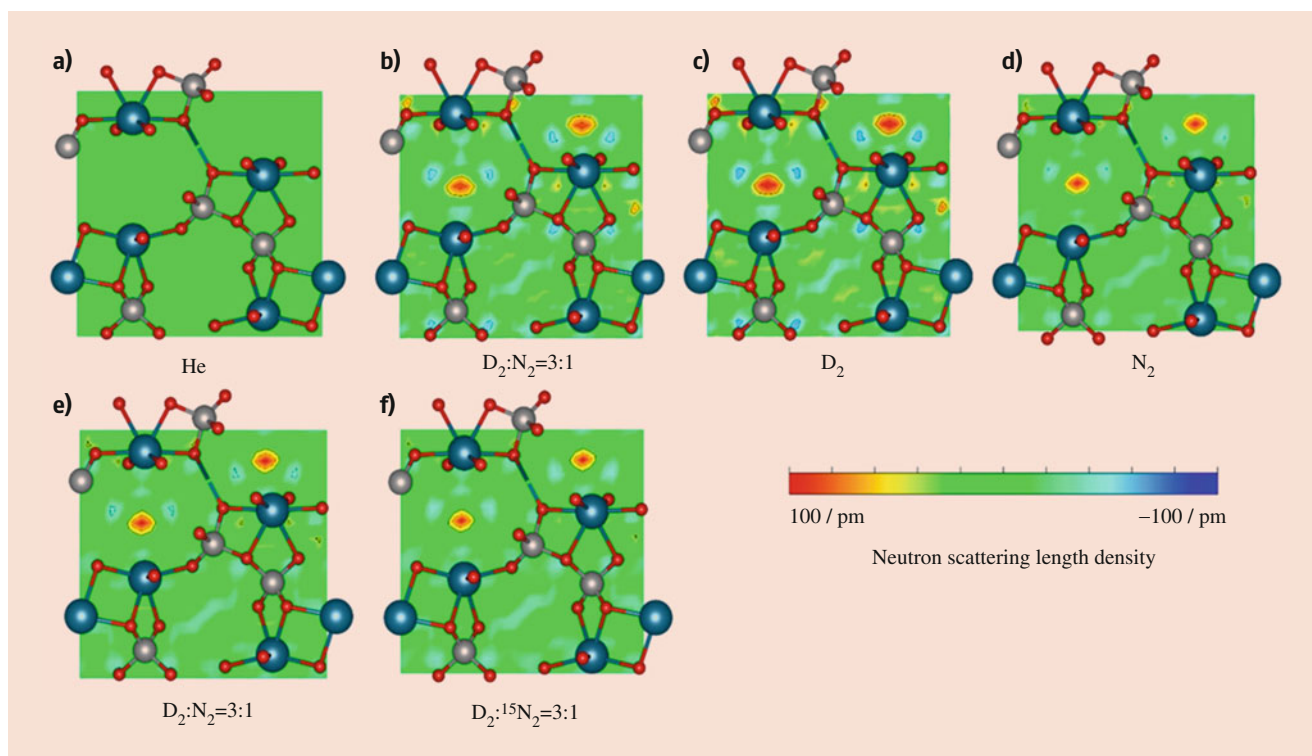 a)
b)
c)
d)
He
D₂:N₂=3:1
D₂
N₂
e)
f)
100 / pm
−100 / pm
Neutron scattering length density
D₂:N₂=3:1
D₂:¹⁵N₂=3:1